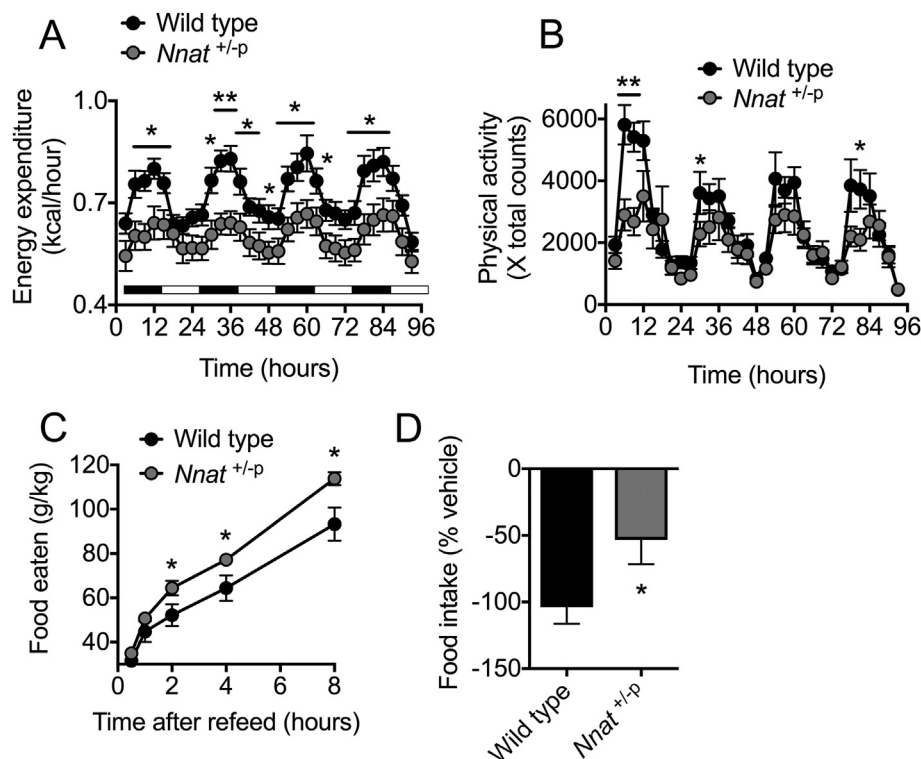 A
Wild type
Nnat +/-p
Energy expenditure
(kcal/hour)
1.0
0.7
0.4
* * ** * * * * *
0 12 24 36 48 60 72 84 96
Time (hours)
B
Wild type
Nnat +/-p
Physical activity
(X total counts)
6000
4000
2000
0
** * *
0 12 24 36 48 60 72 84 96
Time (hours)
C
Wild type
Nnat +/-p
Food eaten (g/kg)
120
100
80
60
40
* * *
0 2 4 6 8
Time after refeed (hours)
D
Food intake (% vehicle)
0
-50
-100
-150
*
Wild type
Nnat +/-p